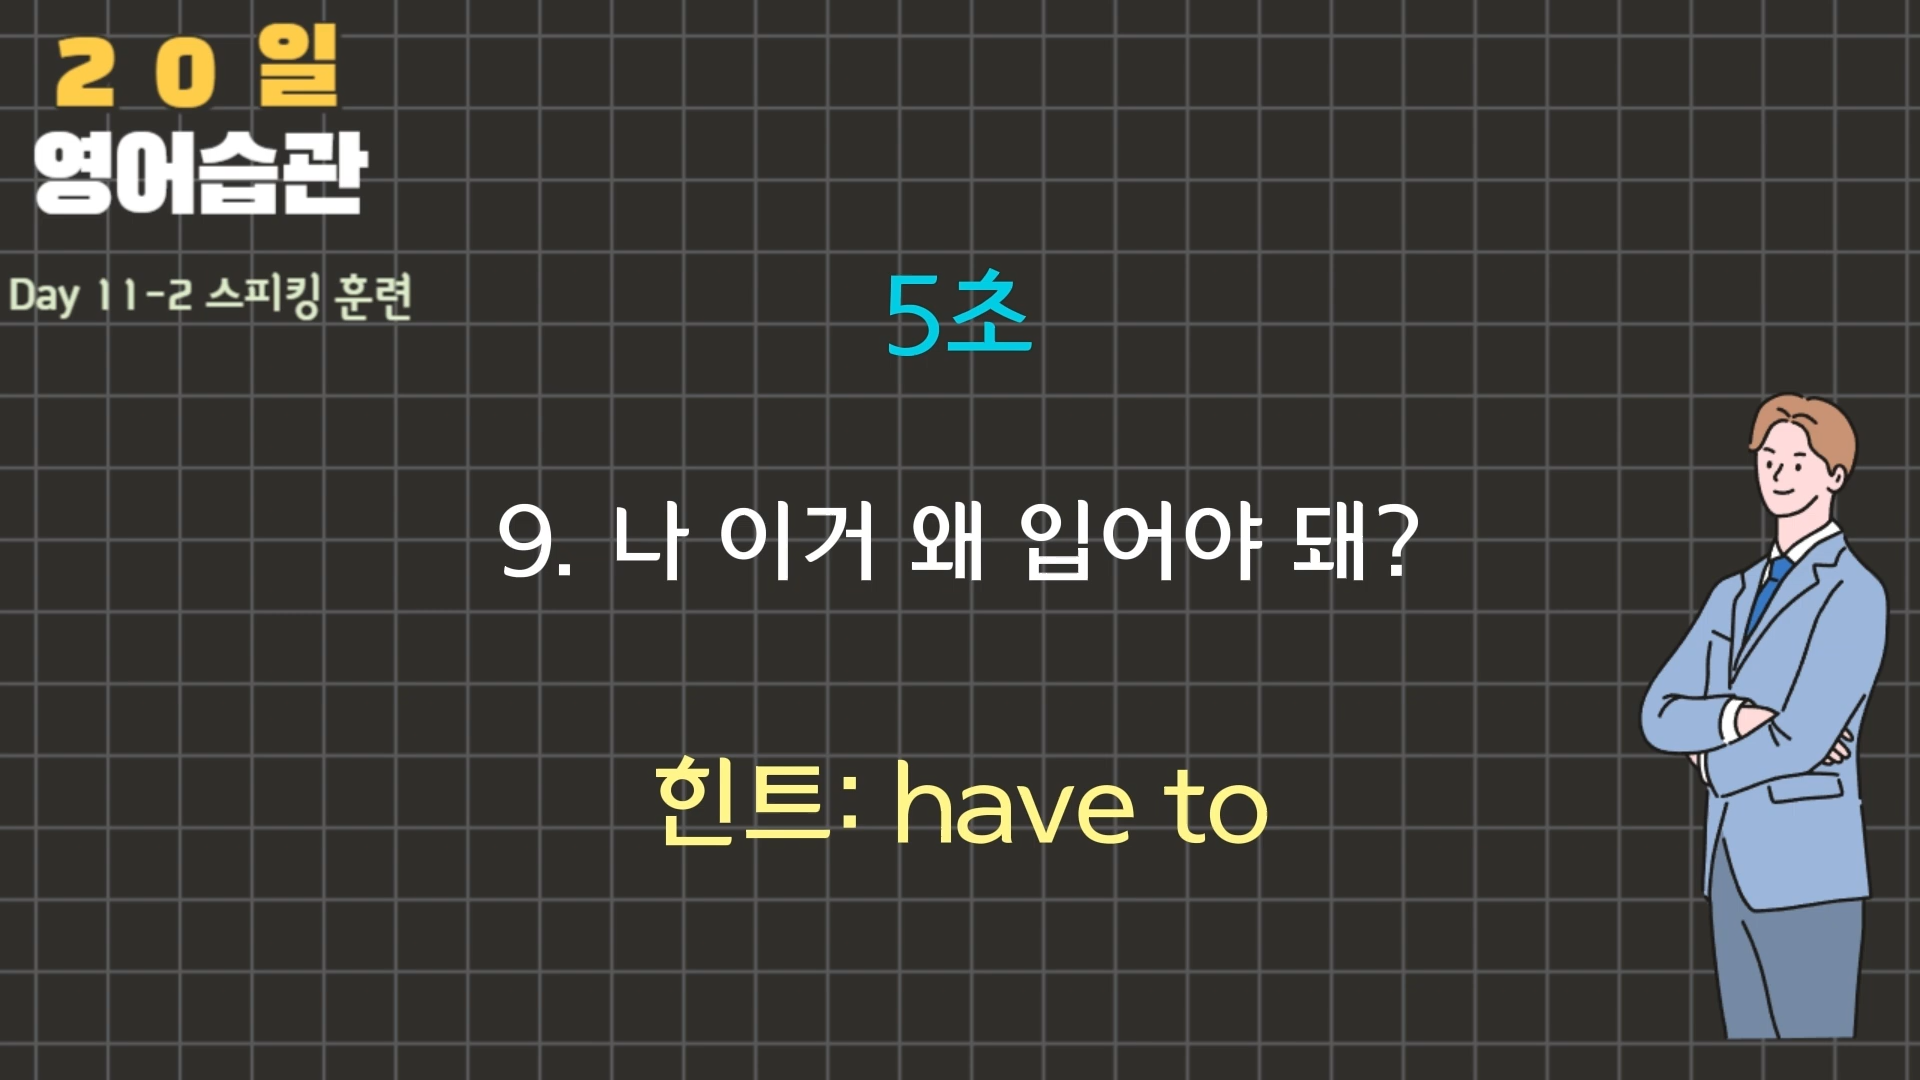 20일
영어습관
Day 11-2 스피킹 훈련
5초
9. 나 이거 왜 입어야 돼?
힌트: have to